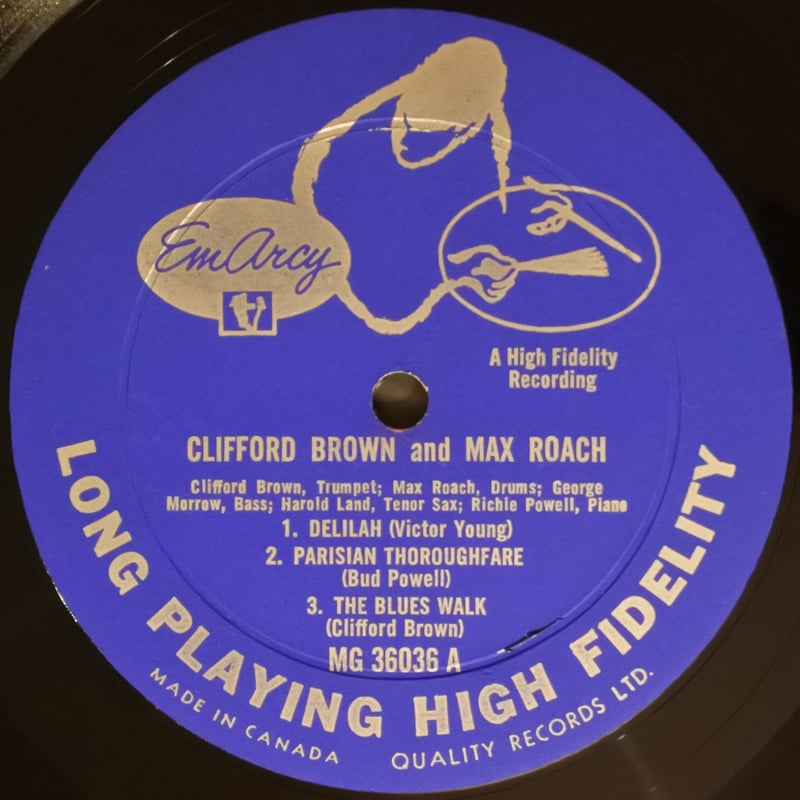 EmArcy
A High Fidelity
Recording
CLIFFORD BROWN and MAX ROACH
Clifford Brown, Trumpet; Max Roach, Drums; George
Morrow, Bass; Harold Land, Tenor Sax; Richie Powell, Piano
1. DELILAH (Victor Young)
2. PARISIAN THOROUGHFARE
(Bud Powell)
3. THE BLUES WALK
(Clifford Brown)
MG 36036 A
LONG PLAYING HIGH FIDELITY
MADE IN CANADA QUALITY RECORDS LTD.